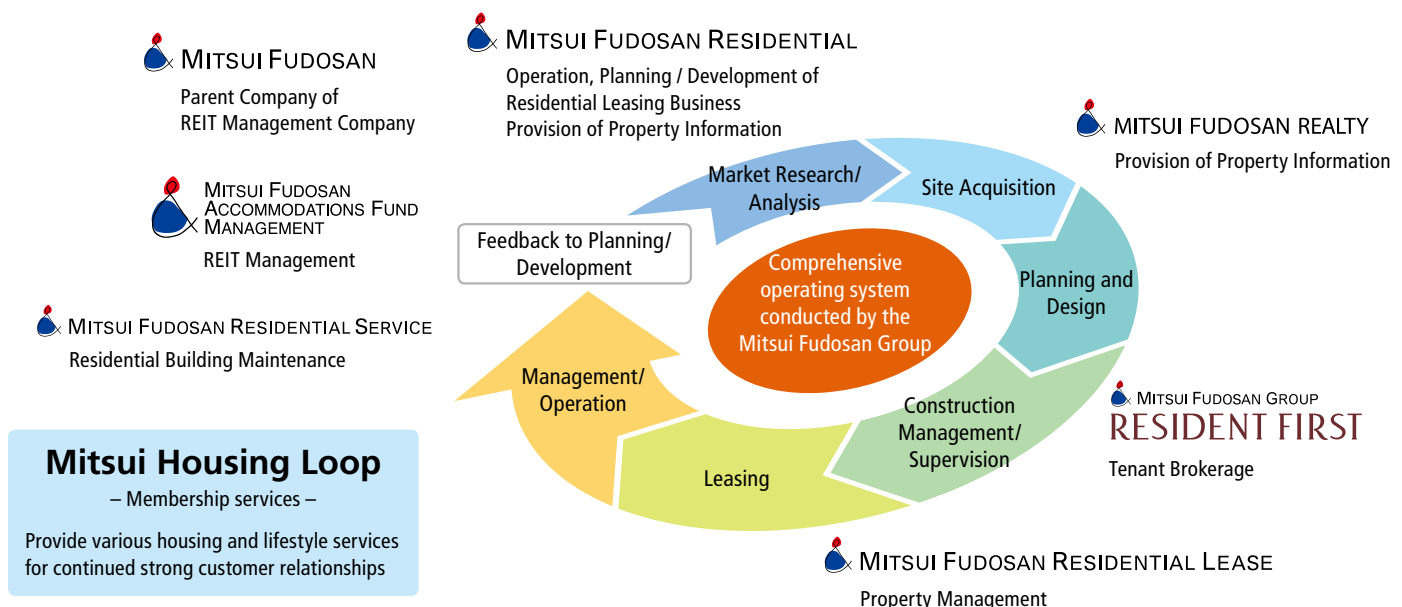 MITSUI FUDOSAN
Parent Company of
REIT Management Company
MITSUI FUDOSAN RESIDENTIAL
Operation, Planning / Development of
Residential Leasing Business
Provision of Property Information
MITSUI FUDOSAN REALTY
Provision of Property Information
MITSUI FUDOSAN
ACCOMMODATIONS FUND
MANAGEMENT
REIT Management
MITSUI FUDOSAN RESIDENTIAL SERVICE
Residential Building Maintenance
Market Research/
Analysis
Site Acquisition
Planning and
Design
Construction
Management/
Supervision
Leasing
Management/
Operation
Feedback to Planning/
Development
Comprehensive
operating system
conducted by the
Mitsui Fudosan Group
MITSUI FUDOSAN GROUP
RESIDENT FIRST
Tenant Brokerage
Mitsui Housing Loop
– Membership services –
Provide various housing and lifestyle services
for continued strong customer relationships
MITSUI FUDOSAN RESIDENTIAL LEASE
Property Management